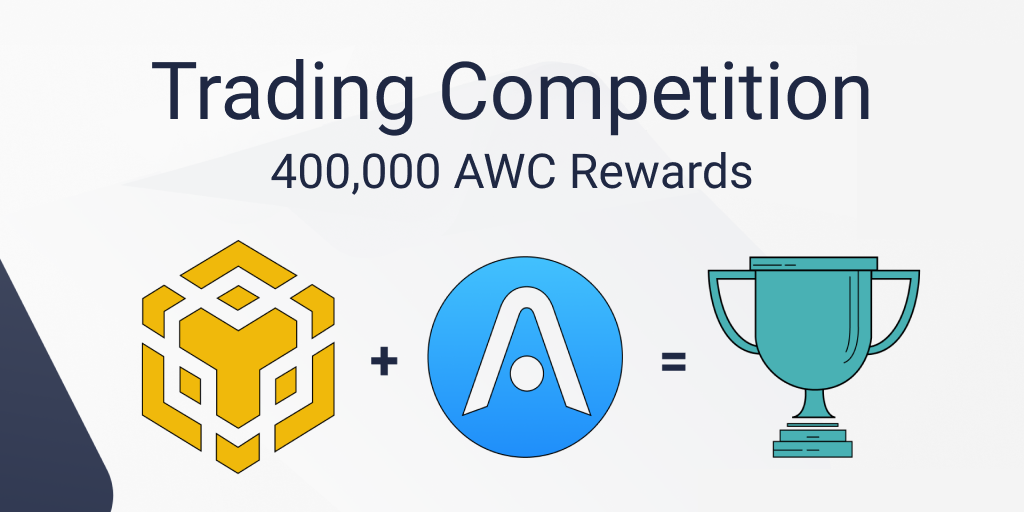 Trading Competition
400,000 AWC Rewards
+ =